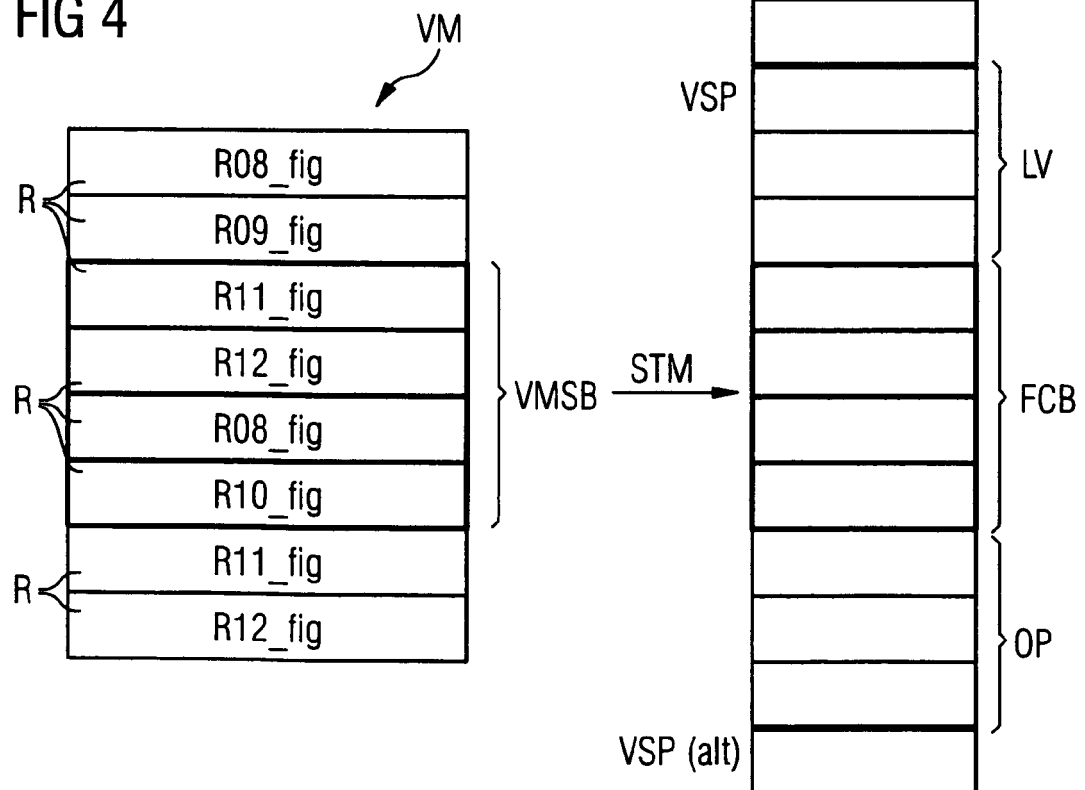 FIG 4
VM
R
R08_fig
R09_fig
R11_fig
R12_fig
R
R08_fig
R10_fig
R11_fig
R
R12_fig
VMSB
STM
VSP
LV
FCB
OP
VSP (alt)